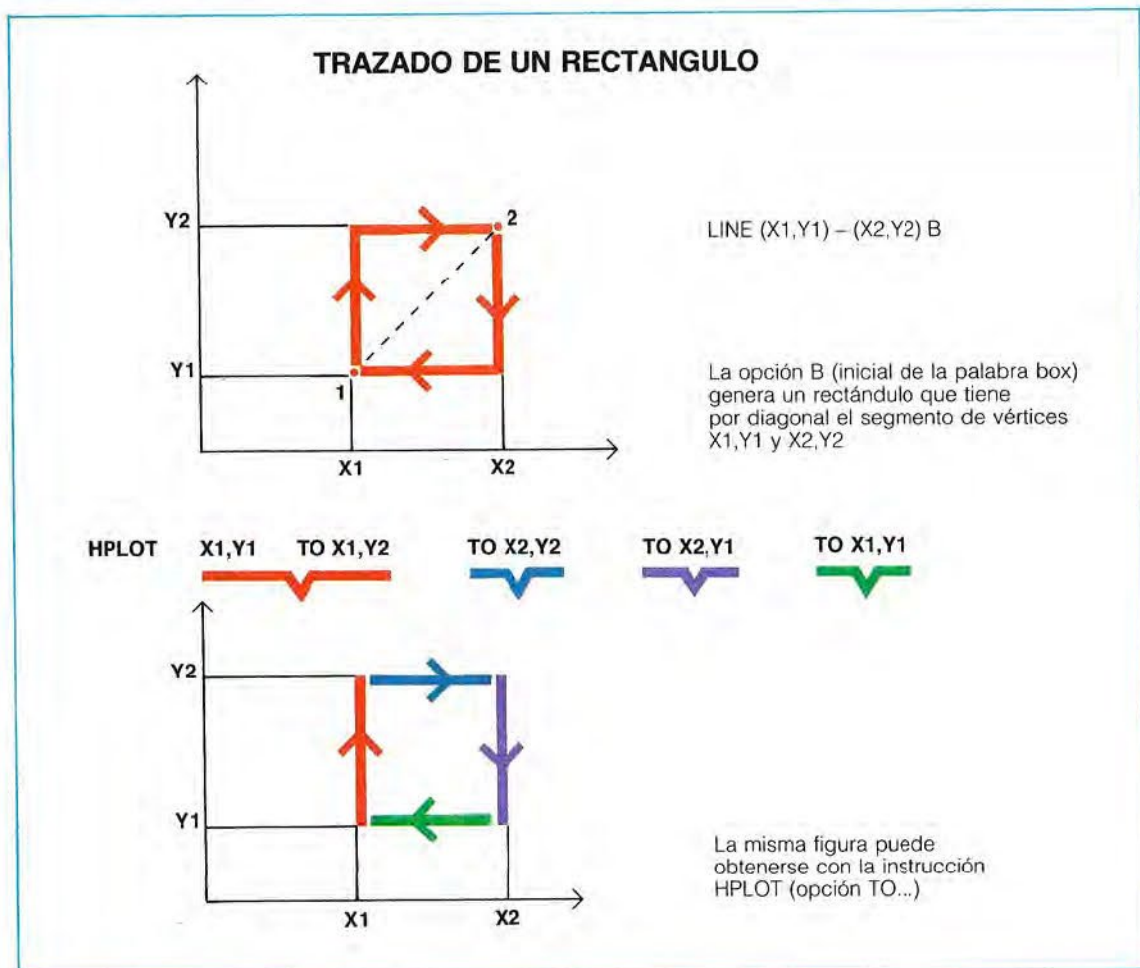 TRAZADO DE UN RECTANGULO
Y2
2
LINE (X1,Y1) – (X2,Y2) B
Y1
1
La opción B (inicial de la palabra box)
genera un rectándulo que tiene
por diagonal el segmento de vértices
X1,Y1 y X2,Y2
X1 X2
HPLOT X1,Y1 TO X1,Y2 TO X2,Y2 TO X2,Y1 TO X1,Y1
Y2
Y1
La misma figura puede
obtenerse con la instrucción
HPLOT (opción TO...)
X1 X2